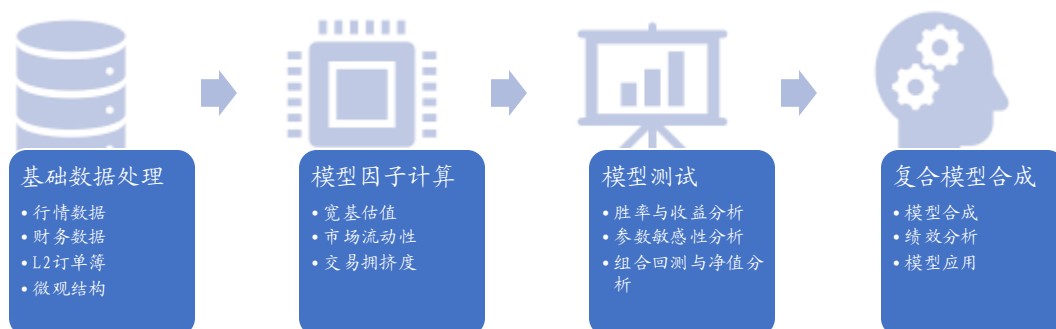 基础数据处理
• 行情数据
• 财务数据
• L2订单簿
• 微观结构
模型因子计算
• 宽基估值
• 市场流动性
• 交易拥挤度
模型测试
• 胜率与收益分析
• 参数敏感性分析
• 组合回测与净值分
析
复合模型合成
• 模型合成
• 绩效分析
• 模型应用